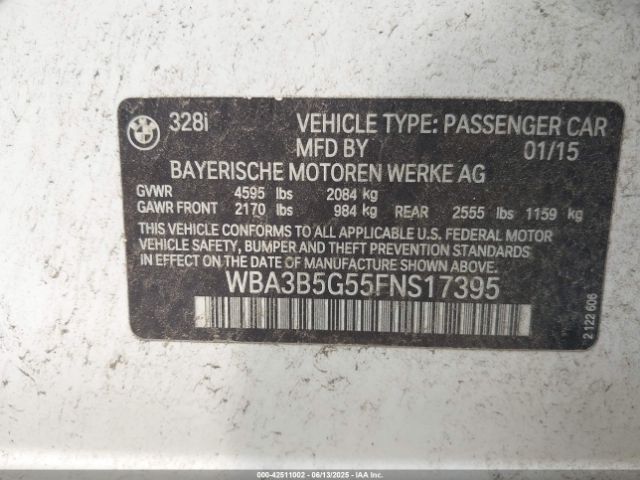 BMW
328i VEHICLE TYPE: PASSENGER CAR
MFD BY 01/15
BAYERISCHE MOTOREN WERKE AG
GVWR 4595 lbs 2084 kg
GAWR FRONT 2170 lbs 984 kg REAR 2555 lbs 1159 kg
THIS VEHICLE CONFORMS TO ALL APPLICABLE U.S. FEDERAL MOTOR
VEHICLE SAFETY, BUMPER AND THEFT PREVENTION STANDARDS
IN EFFECT ON THE DATE OF MANUFACTURE SHOWN ABOVE.
WBA3B5G55FNS17395
2 122 606
000-42511002 - 06/13/2025 - IAAI.COM